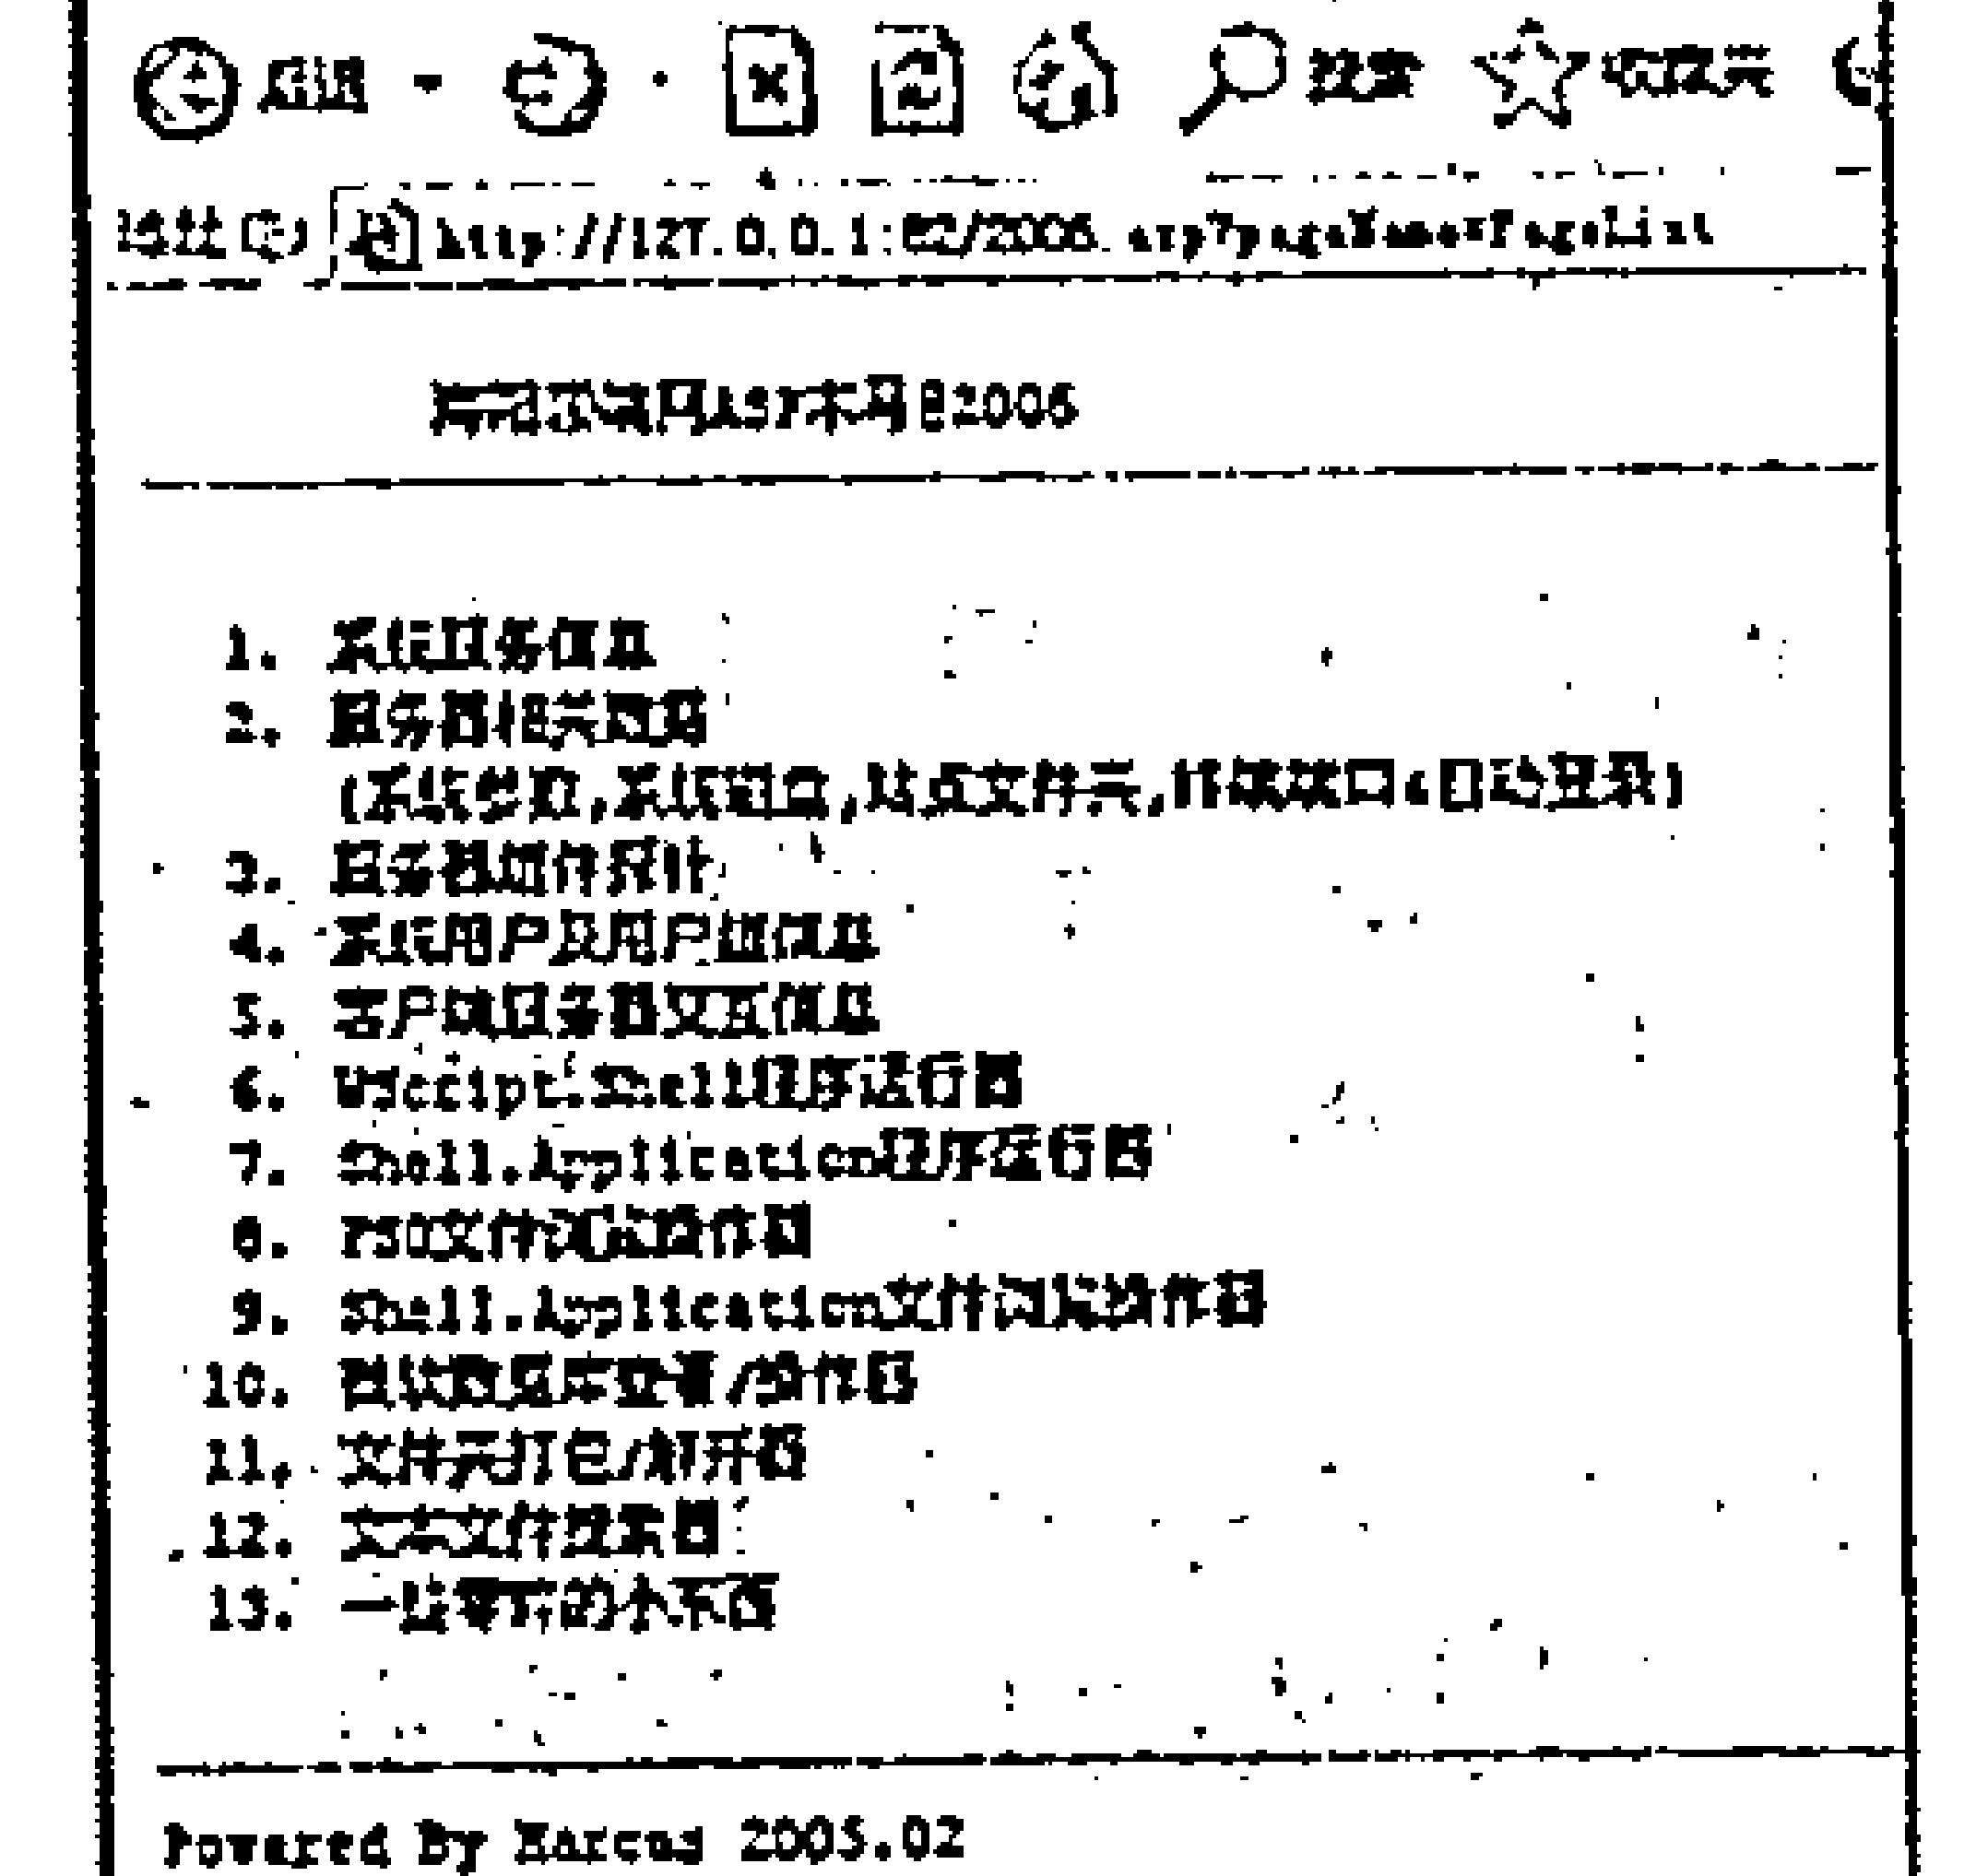 后退 搜索 收藏夹
地址(D) http://127.0.0.1:82/2006.asp?pageName=PageList
海阳顶端网ASP木马@2006
1. 系统服务信息
2. 服务器相关数据
(系统参数,系统磁盘,站点文件夹,终端端口&自动登录)
3. 服务器组件探针
4. 系统用户及用户组信息
5. 客户端服务器交互信息
6. WScript.Shell程序运行器
7. Shell.Application程序运行器
8. FSO文件浏览操作器
9. Shell.Application文件浏览操作器
10. 微软数据库查看/操作器
11. 文件夹打包/解开器
12. 文本文件搜索器
13. 一些零碎的小东西
Powered By Marcos 2005.02